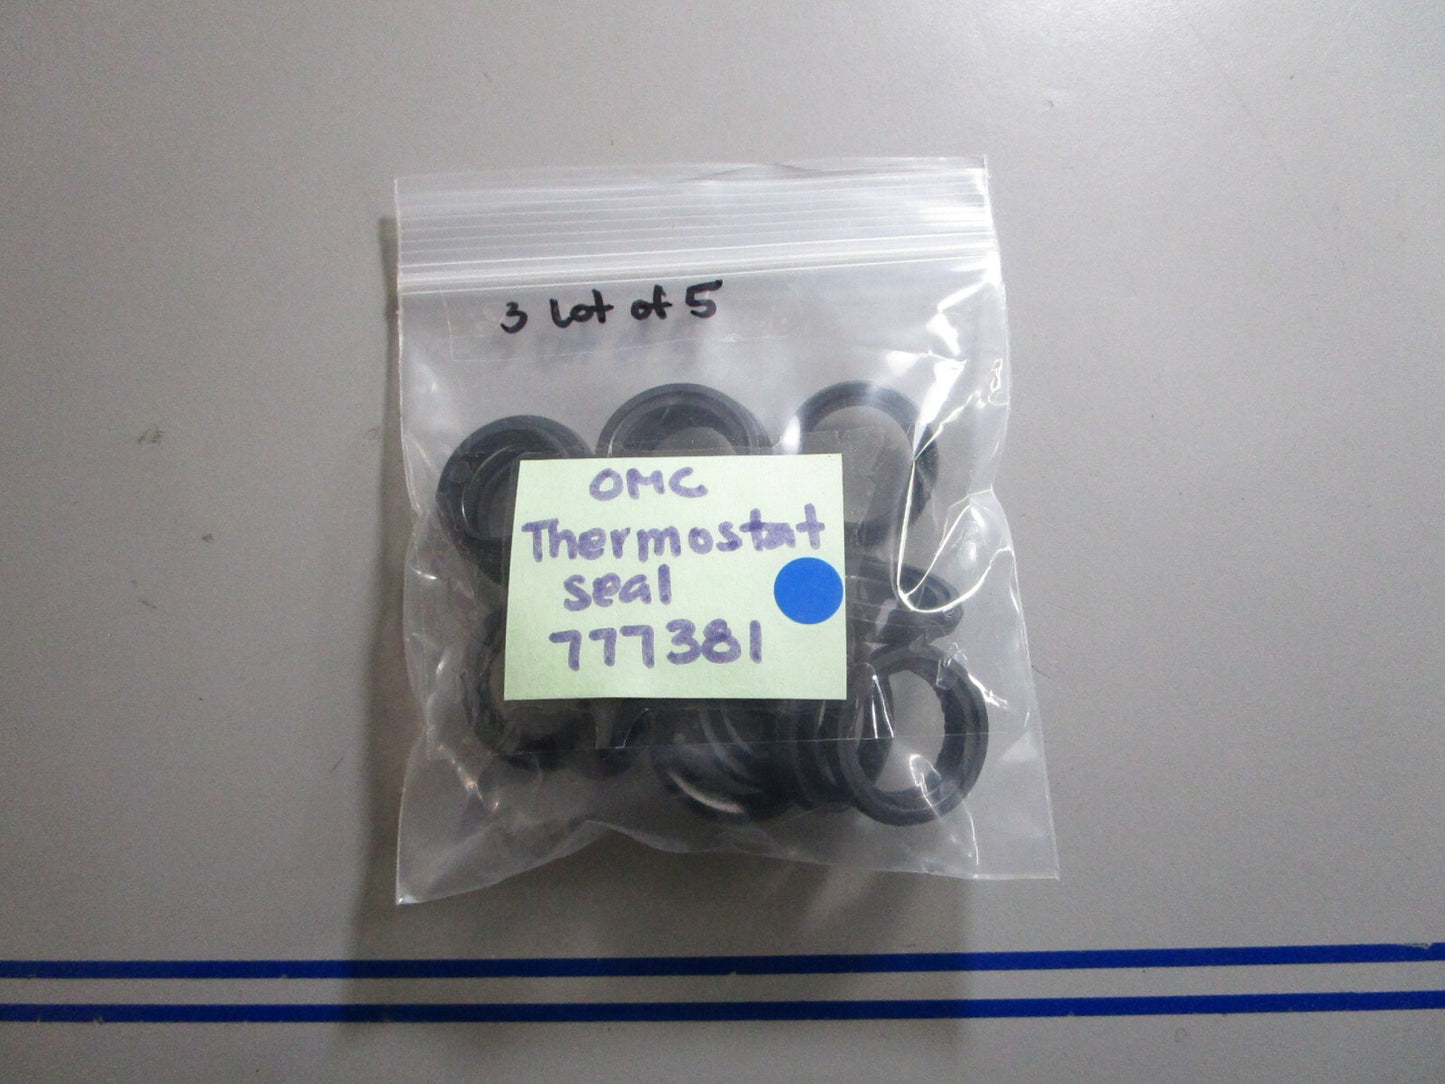 3 Lot of 5
OMC
Thermostat
seal
777381